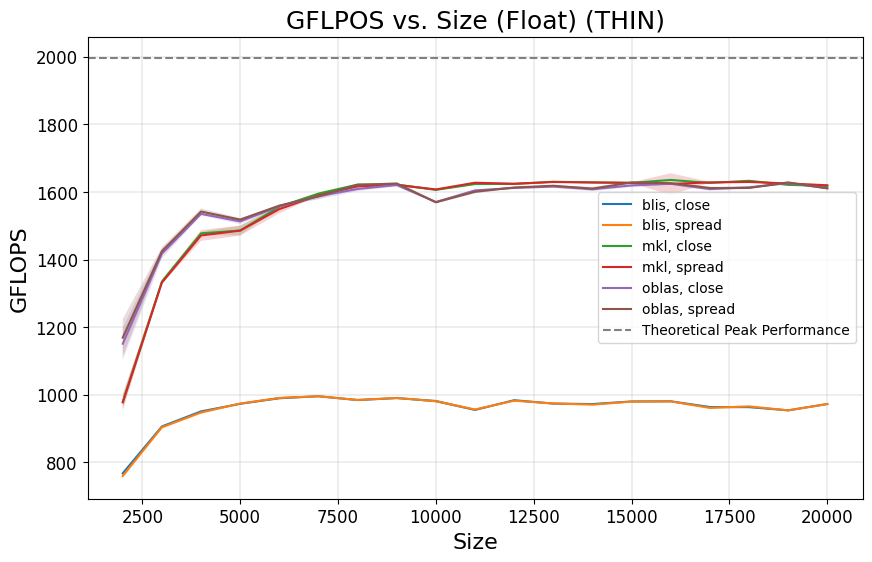 GFLPOS vs. Size (Float) (THIN)
GFLOPS
2000
1800
1600
1400
1200
1000
800
blis, close
blis, spread
mkl, close
mkl, spread
oblas, close
oblas, spread
Theoretical Peak Performance
2500 5000 7500 10000 12500 15000 17500 20000
Size